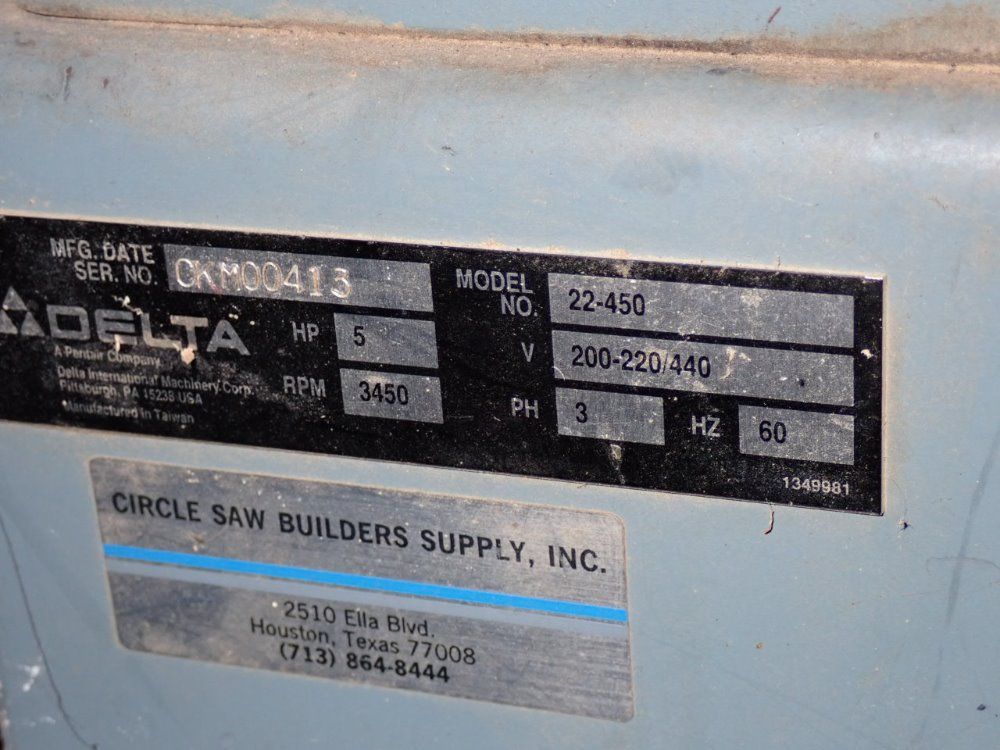 MFG. DATE
SER. NO. CKM00413
MODEL NO. 22-450
DELTA
HP 5
V 200-220/440
A Pentair Company
Delta International Machinery Corp.
Pittsburgh, PA 15238 USA
Manufactured in Taiwan
RPM 3450
PH 3 HZ 60
1349981
CIRCLE SAW BUILDERS SUPPLY, INC.
2510 Ella Blvd.
Houston, Texas 77008
(713) 864-8444